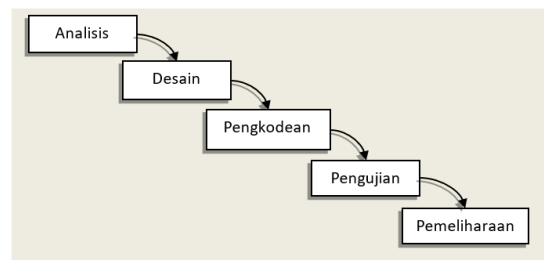 Analisis
Desain
Pengkodean
Pengujian
Pemeliharaan